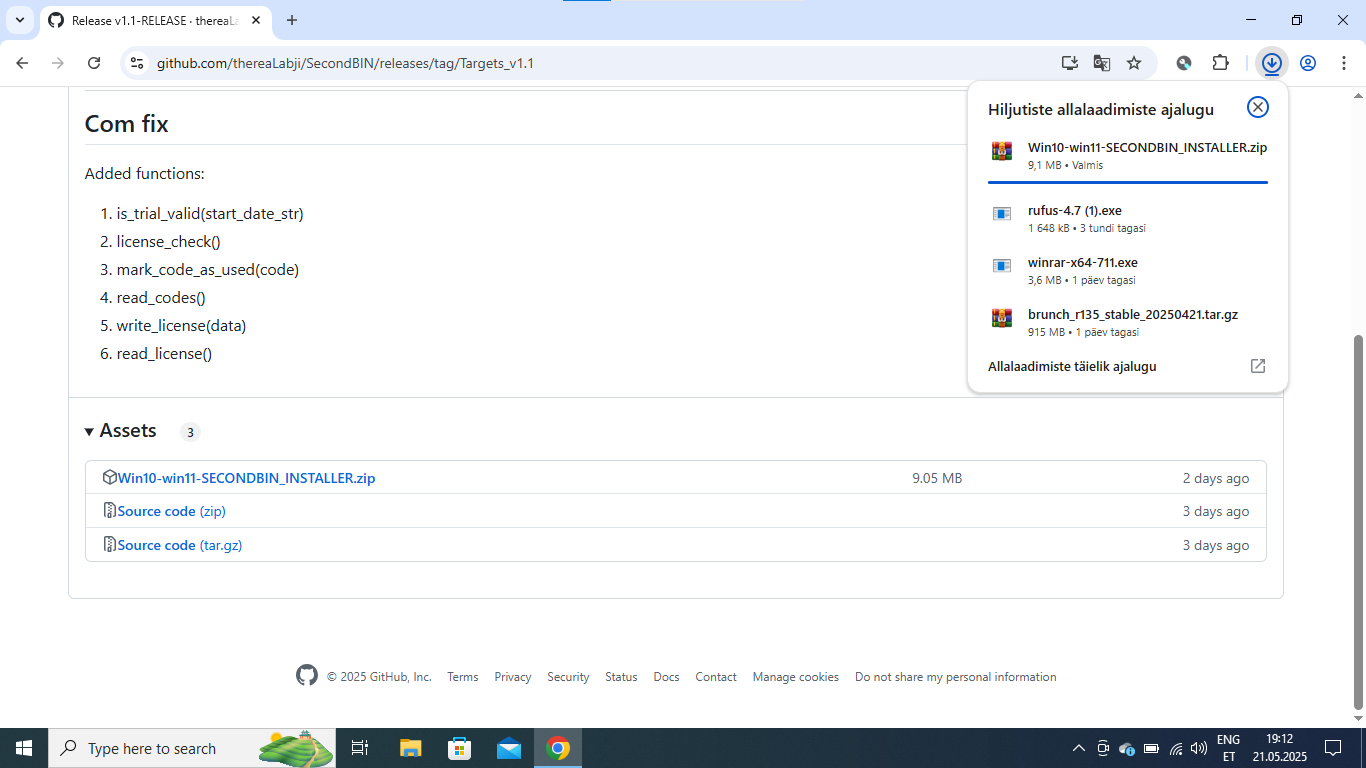 Release v1.1-RELEASE · thereaLa
github.com/thereaLabji/SecondBIN/releases/tag/Targets_v1.1
Com fix
Added functions:
1. is_trial_valid(start_date_str)
2. license_check()
3. mark_code_as_used(code)
4. read_codes()
5. write_license(data)
6. read_license()
Hiljutiste allalaadimiste ajalugu
Win10-win11-SECONDBIN_INSTALLER.zip
9,1 MB • Valmis
rufus-4.7 (1).exe
1 648 kB • 3 tundi tagasi
winrar-x64-711.exe
3,6 MB • 1 päev tagasi
brunch_r135_stable_20250421.tar.gz
915 MB • 1 päev tagasi
Allalaadimiste täielik ajalugu
Assets 3
Win10-win11-SECONDBIN_INSTALLER.zip 9.05 MB 2 days ago
Source code (zip) 3 days ago
Source code (tar.gz) 3 days ago
© 2025 GitHub, Inc. Terms Privacy Security Status Docs Contact Manage cookies Do not share my personal information
Type here to search
ENG 19:12
ET 21.05.2025